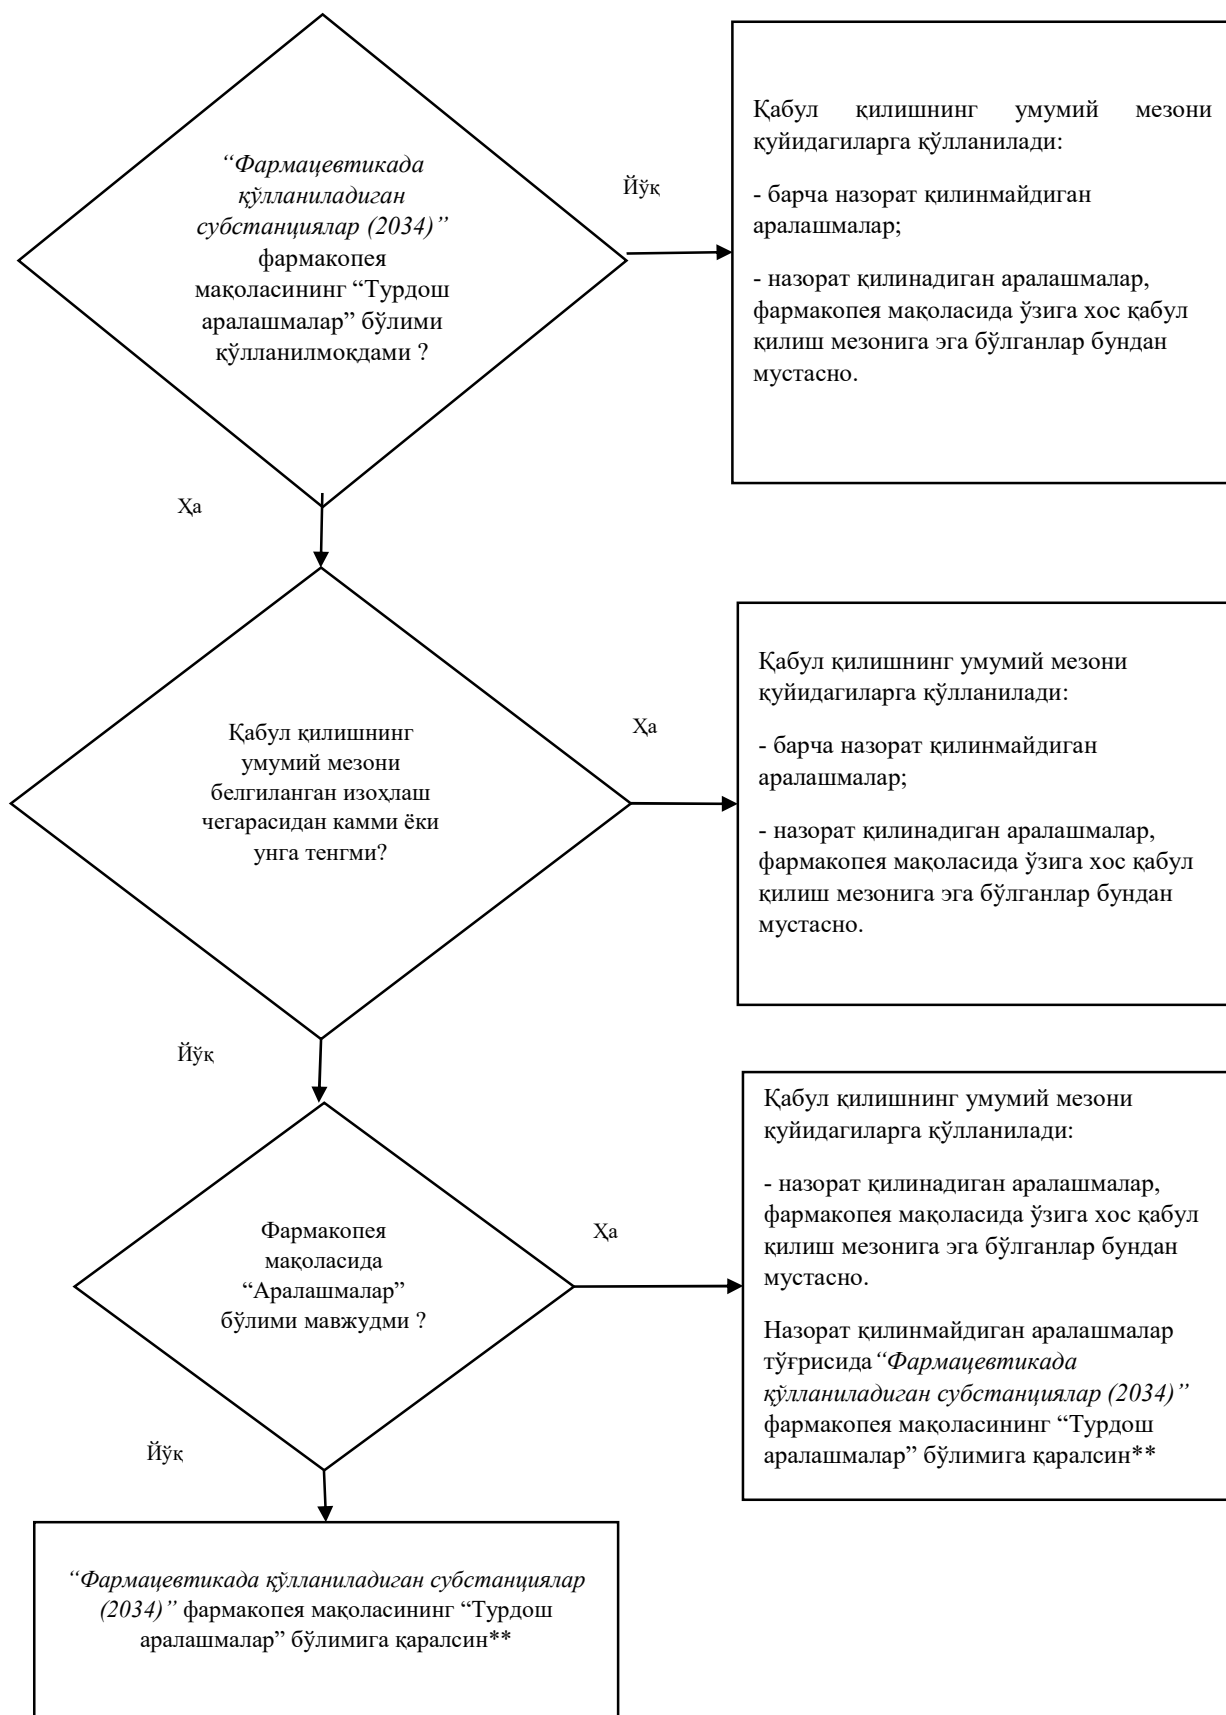 “Фармацевтикада
қўлланиладиган
субстанциялар (2034)”
фармакопея
мақоласининг “Турдош
аралашмалар” бўлими
қўлланилмоқдами ?
Йўқ
Қабул қилишнинг умумий мезони
қуйидагиларга қўлланилади:
- барча назорат қилинмайдиган
аралашмалар;
- назорат қилинадиган аралашмалар,
фармакопея мақоласида ўзига хос қабул
қилиш мезонига эга бўлганлар бундан
мустасно.
Ҳа
Қабул қилишнинг
умумий мезони
белгиланган изоҳлаш
чегарасидан камми ёки
унга тенгми?
Ҳа
Қабул қилишнинг умумий мезони
қуйидагиларга қўлланилади:
- барча назорат қилинмайдиган
аралашмалар;
- назорат қилинадиган аралашмалар,
фармакопея мақоласида ўзига хос қабул
қилиш мезонига эга бўлганлар бундан
мустасно.
Йўқ
Фармакопея
мақоласида
“Аралашмалар”
бўлими мавжудми ?
Ҳа
Қабул қилишнинг умумий мезони
қуйидагиларга қўлланилади:
- назорат қилинадиган аралашмалар,
фармакопея мақоласида ўзига хос қабул
қилиш мезонига эга бўлганлар бундан
мустасно.
Назорат қилинмайдиган аралашмалар
тўғрисида“Фармацевтикада
қўлланиладиган субстанциялар (2034)”
фармакопея мақоласининг “Турдош
аралашмалар” бўлимига қаралсин**
Йўқ
“Фармацевтикада қўлланиладиган субстанциялар
(2034)” фармакопея мақоласининг “Турдош
аралашмалар” бўлимига қаралсин**